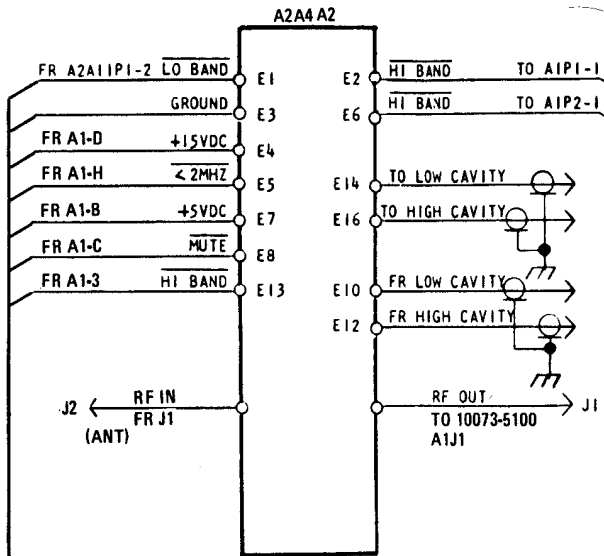 A2A4 A2
FR A2A11P1-2 LO BAND E1
GROUND E3
FR A1-D +15VDC E4
FR A1-H < 2MHZ E5
FR A1-B +5VDC E7
FR A1-C MUTE E8
FR A1-3 HI BAND E13
J2 RF IN
FR J1
(ANT)
E2 HI BAND TO A1P1-1
E6 HI BAND TO A1P2-1
E14 TO LOW CAVITY
E16 TO HIGH CAVITY
E10 FR LOW CAVITY
E12 FR HIGH CAVITY
RF OUT J1
TO 10073-5100
A1J1